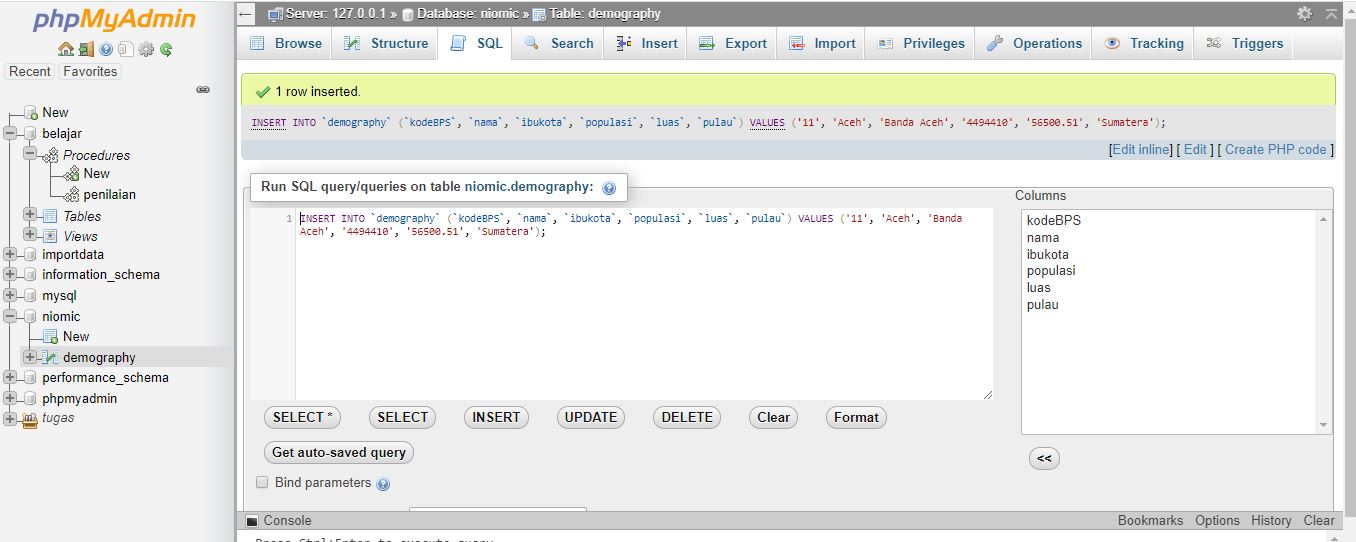 phpMyAdmin
Recent Favorites
New
belajar
Procedures
New
penilaian
Tables
Views
importdata
information_schema
mysql
niomic
New
demography
performance_schema
phpmyadmin
tugas
Server: 127.0.0.1 » Database: niomic » Table: demography
Browse Structure SQL Search Insert Export Import Privileges Operations Tracking Triggers
1 row inserted.
INSERT INTO `demography` (`kodeBPS`, `nama`, `ibukota`, `populasi`, `luas`, `pulau`) VALUES ('11', 'Aceh', 'Banda Aceh', '4494410', '56500.51', 'Sumatera');
[Edit inline] [ Edit ] [ Create PHP code ]
Run SQL query/queries on table niomic.demography:
1 INSERT INTO `demography` (`kodeBPS`, `nama`, `ibukota`, `populasi`, `luas`, `pulau`) VALUES ('11', 'Aceh', 'Banda
Aceh', '4494410', '56500.51', 'Sumatera');
Columns
kodeBPS
nama
ibukota
populasi
luas
pulau
SELECT * SELECT INSERT UPDATE DELETE Clear Format
Get auto-saved query
<<
Bind parameters
Console Bookmarks Options History Clear
Press Ctrl+Enter to execute query